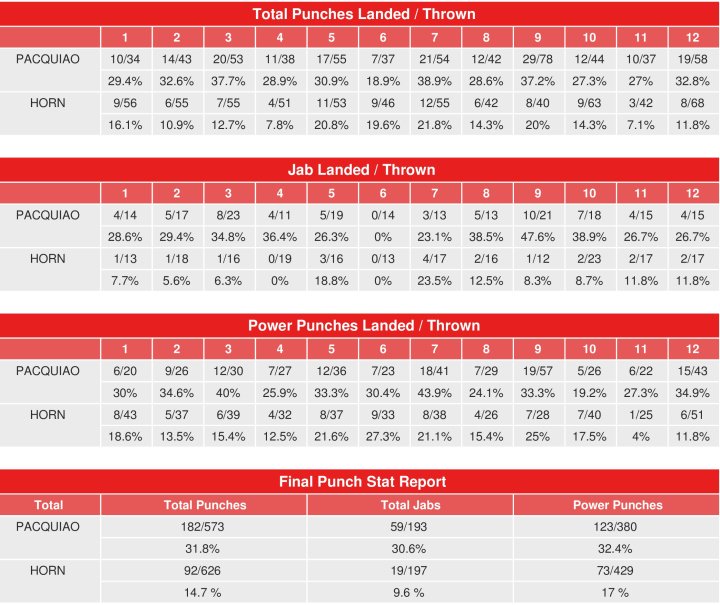 Total Punches Landed / Thrown
1 2 3 4 5 6 7 8 9 10 11 12
PACQUIAO 10/34 14/43 20/53 11/38 17/55 7/37 21/54 12/42 29/78 12/44 10/37 19/58
29.4% 32.6% 37.7% 28.9% 30.9% 18.9% 38.9% 28.6% 37.2% 27.3% 27% 32.8%
HORN 9/56 6/55 7/55 4/51 11/53 9/46 12/55 6/42 8/40 9/63 3/42 8/68
16.1% 10.9% 12.7% 7.8% 20.8% 19.6% 21.8% 14.3% 20% 14.3% 7.1% 11.8%
Jab Landed / Thrown
1 2 3 4 5 6 7 8 9 10 11 12
PACQUIAO 4/14 5/17 8/23 4/11 5/19 0/14 3/13 5/13 10/21 7/18 4/15 4/15
28.6% 29.4% 34.8% 36.4% 26.3% 0% 23.1% 38.5% 47.6% 38.9% 26.7% 26.7%
HORN 1/13 1/18 1/16 0/19 3/16 0/13 4/17 2/16 1/12 2/23 2/17 2/17
7.7% 5.6% 6.3% 0% 18.8% 0% 23.5% 12.5% 8.3% 8.7% 11.8% 11.8%
Power Punches Landed / Thrown
1 2 3 4 5 6 7 8 9 10 11 12
PACQUIAO 6/20 9/26 12/30 7/27 12/36 7/23 18/41 7/29 19/57 5/26 6/22 15/43
30% 34.6% 40% 25.9% 33.3% 30.4% 43.9% 24.1% 33.3% 19.2% 27.3% 34.9%
HORN 8/43 5/37 6/39 4/32 8/37 9/33 8/38 4/26 7/28 7/40 1/25 6/51
18.6% 13.5% 15.4% 12.5% 21.6% 27.3% 21.1% 15.4% 25% 17.5% 4% 11.8%
Final Punch Stat Report
Total Total Punches Total Jabs Power Punches
PACQUIAO 182/573 59/193 123/380
31.8% 30.6% 32.4%
HORN 92/626 19/197 73/429
14.7 % 9.6 % 17 %